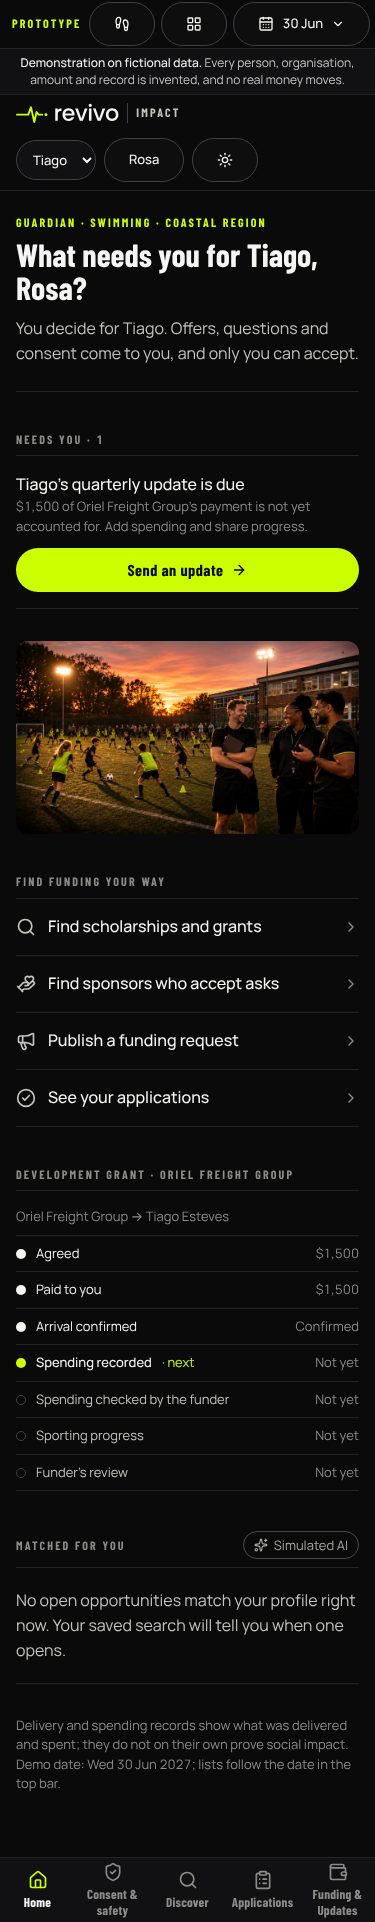 PROTOTYPE
30 Jun
Demonstration on fictional data. Every person, organisation,
amount and record is invented, and no real money moves.
revivo IMPACT
Tiago
Rosa
GUARDIAN · SWIMMING · COASTAL REGION
What needs you for Tiago,
Rosa?
You decide for Tiago. Offers, questions and
consent come to you, and only you can accept.
NEEDS YOU · 1
Tiago's quarterly update is due
$1,500 of Oriel Freight Group's payment is not yet
accounted for. Add spending and share progress.
Send an update →
FIND FUNDING YOUR WAY
Find scholarships and grants
Find sponsors who accept asks
Publish a funding request
See your applications
DEVELOPMENT GRANT · ORIEL FREIGHT GROUP
Oriel Freight Group → Tiago Esteves
Agreed $1,500
Paid to you $1,500
Arrival confirmed Confirmed
Spending recorded · next Not yet
Spending checked by the funder Not yet
Sporting progress Not yet
Funder's review Not yet
MATCHED FOR YOU Simulated AI
No open opportunities match your profile right
now. Your saved search will tell you when one
opens.
Delivery and spending records show what was delivered
and spent; they do not on their own prove social impact.
Demo date: Wed 30 Jun 2027; lists follow the date in the
top bar.
Home
Consent &
safety
Discover
Applications
Funding &
Updates